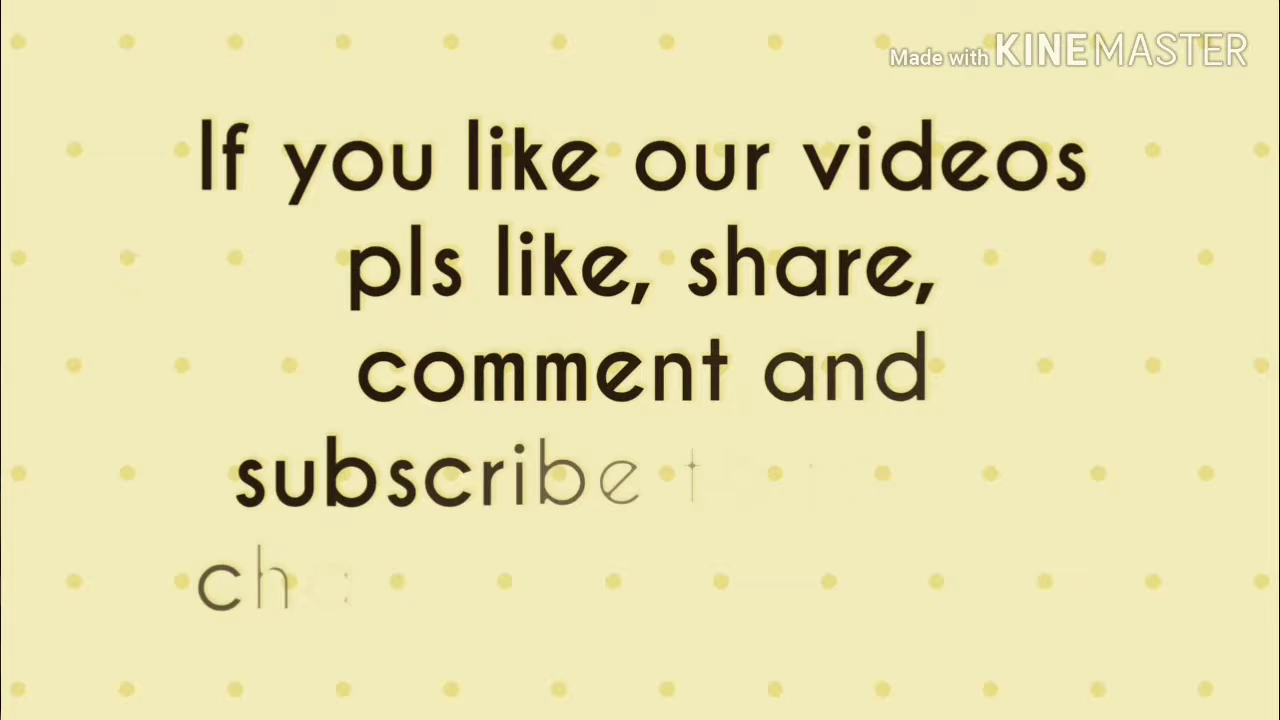 Made with KINEMASTER
If you like our videos
pls like, share,
comment and
subscribe